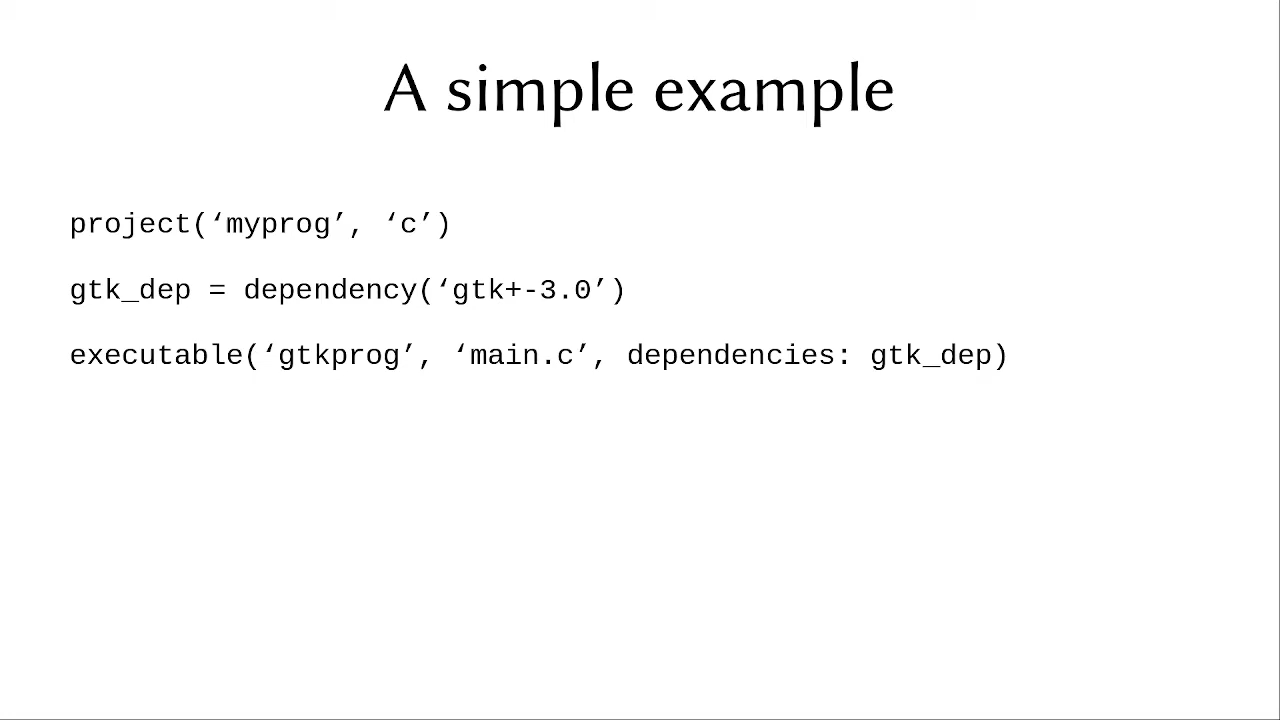 A simple example
project(‘myprog’, ‘c’)
gtk_dep = dependency(‘gtk+-3.0’)
executable(‘gtkprog’, ‘main.c’, dependencies: gtk_dep)